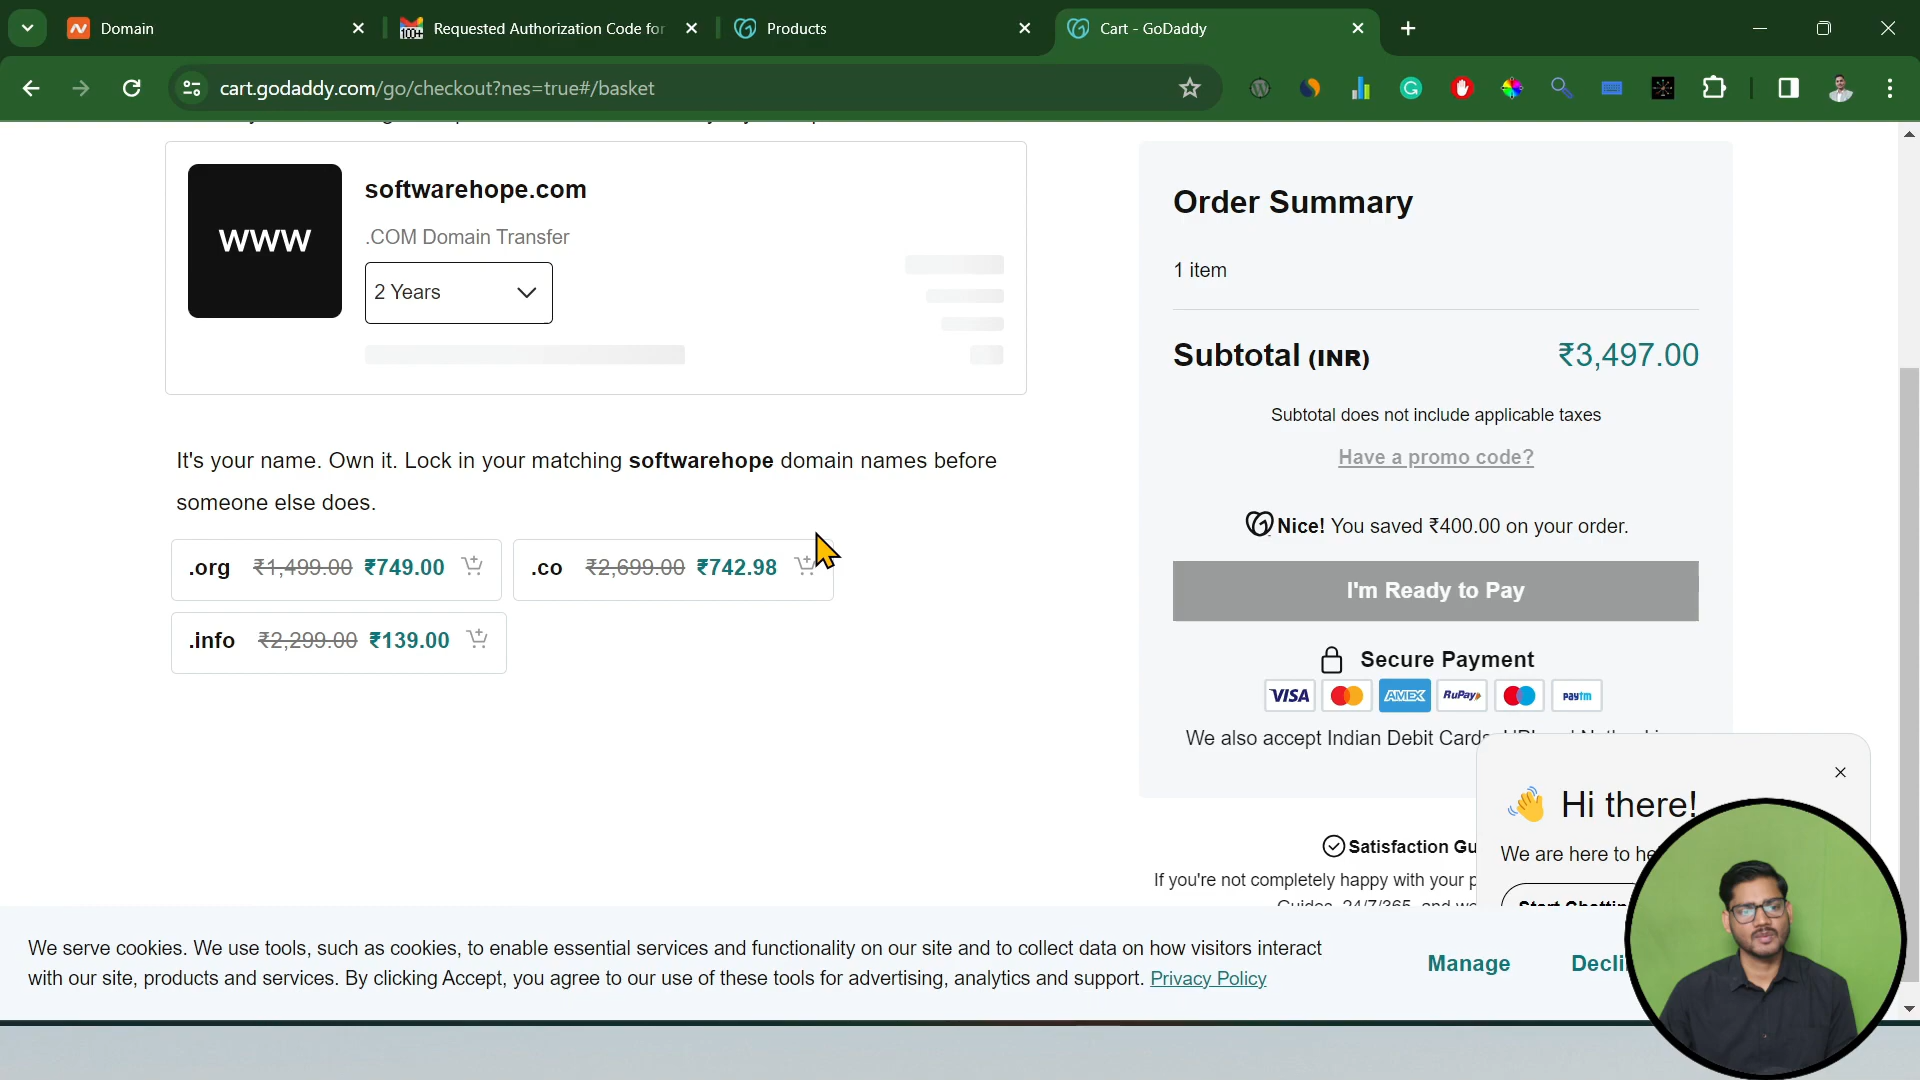 Domain
100+
Requested Authorization Code for
Products
Cart - GoDaddy
cart.godaddy.com/go/checkout?nes=true#/basket
www
softwarehope.com
.COM Domain Transfer
2 Years
It's your name. Own it. Lock in your matching softwarehope domain names before
someone else does.
.org ₹1,499.00 ₹749.00
.co ₹2,699.00 ₹742.98
.info ₹2,299.00 ₹139.00
Order Summary
1 item
Subtotal (INR) ₹3,497.00
Subtotal does not include applicable taxes
Have a promo code?
Nice! You saved ₹400.00 on your order.
I'm Ready to Pay
Secure Payment
VISA AMEX RuPay paytm
We also accept Indian Debit Cards
Satisfaction
If you're not completely happy with your
Hi there!
We are here to
We serve cookies. We use tools, such as cookies, to enable essential services and functionality on our site and to collect data on how visitors interact
with our site, products and services. By clicking Accept, you agree to our use of these tools for advertising, analytics and support. Privacy Policy
Manage